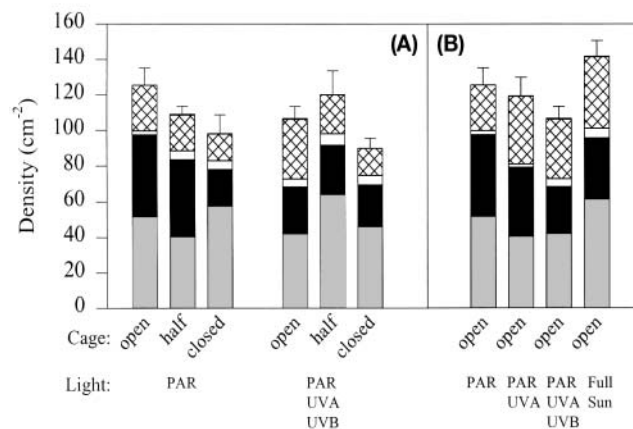 160
(A)
(B)
140
120
100
80
60
40
20
0
Density (cm-2)
Cage: open half closed open half closed open open open open
Light: PAR PAR PAR PAR PAR Full
UVA UVA UVA Sun
UVB UVB